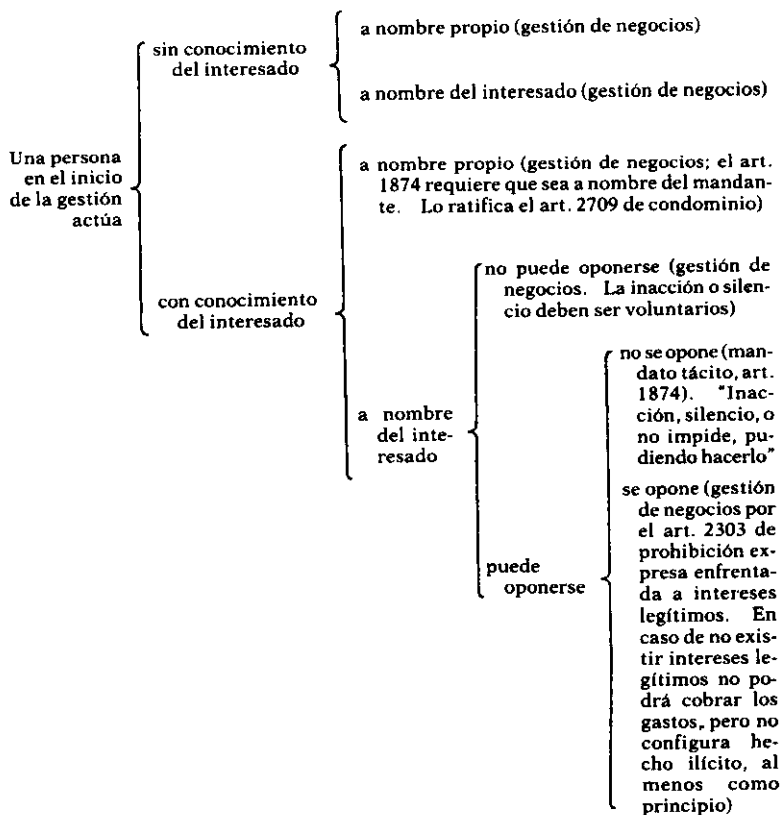 Una persona
en el inicio
de la gestión
actúa
sin conocimiento
del interesado
a nombre propio (gestión de negocios)
a nombre del interesado (gestión de negocios)
con conocimiento
del interesado
a nombre propio (gestión de negocios; el art.
1874 requiere que sea a nombre del mandan-
te. Lo ratifica el art. 2709 de condominio)
a nombre
del inte-
resado
no puede oponerse (gestión de
negocios. La inacción o silen-
cio deben ser voluntarios)
puede
oponerse
no se opone (man-
dato tácito, art.
1874). "Inac-
ción, silencio, o
no impide, pu-
diendo hacerlo"
se opone (gestión
de negocios por
el art. 2303 de
prohibición ex-
presa enfrenta-
da a intereses
legítimos. En
caso de no exis-
tir intereses le-
gítimos no po-
drá cobrar los
gastos, pero no
configura he-
cho ilícito, al
menos como
principio)